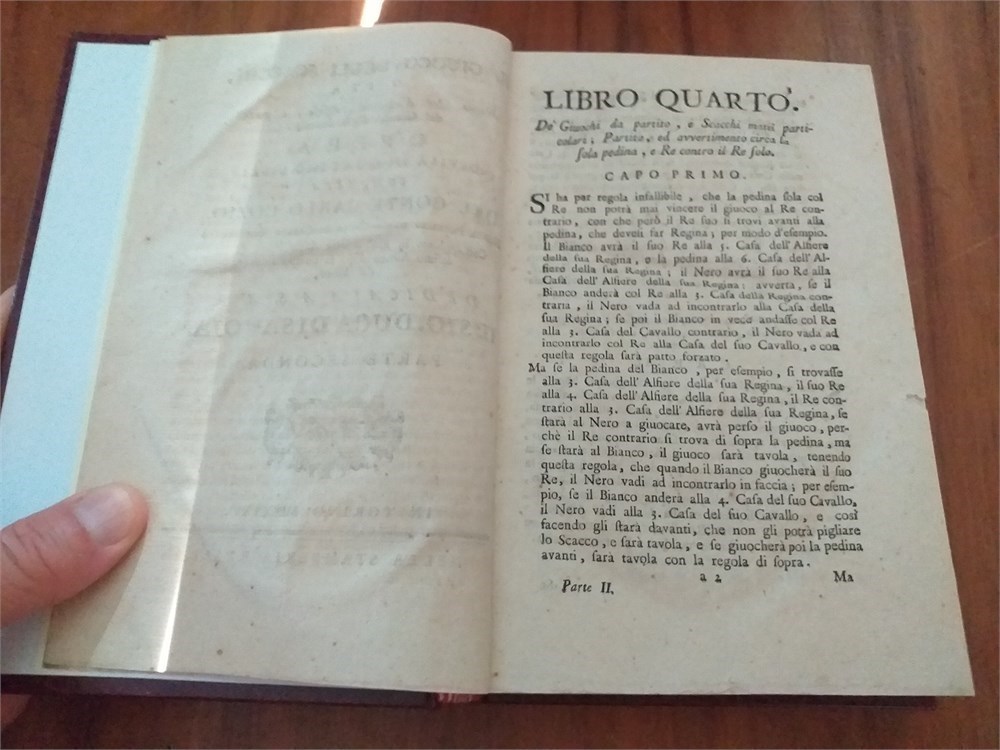 LIBRO QUARTO.
De' Giuochi da partito, e Scacchi matti parti-
colari; Partito, ed avvertimento circa la
ſola pedina, e Re contro il Re ſolo.
CAPO PRIMO.
SI ha per regola infallibile, che la pedina ſola col
Re non potrà mai vincere il giuoco al Re con-
trario, con che però il Re ſuo ſi trovi avanti alla
pedina, che deveſi far Regina; per modo d'eſempio.
Il Bianco avrà il ſuo Re alla 5. Caſa dell'Alfiere
della ſua Regina, e la pedina alla 6. Caſa dell'Al-
fiere della ſua Regina; il Nero avrà il ſuo Re alla
Caſa dell'Alfiere della ſua Regina: avverta, ſe il
Bianco anderà col Re alla 3. Caſa della Regina con-
traria, il Nero vada ad incontrarlo alla Caſa della
ſua Regina; ſe poi il Bianco in vece andaſſe col Re
alla 3. Caſa del Cavallo contrario, il Nero vada ad
incontrarlo col Re alla Caſa del ſuo Cavallo, e con
queſta regola ſarà patto forzato.
Ma ſe la pedina del Bianco, per eſempio, ſi trovaſſe
alla 3. Caſa dell'Alfiere della ſua Regina, il ſuo Re
alla 4. Caſa dell'Alfiere della ſua Regina, il Re con-
trario alla 3. Caſa dell'Alfiere della ſua Regina, ſe
ſtarà al Nero a giuocare, avrà perſo il giuoco, per-
chè il Re contrario ſi trova di ſopra la pedina, ma
ſe ſtarà al Bianco, il giuoco ſarà tavola, tenendo
queſta regola, che quando il Bianco giuocherà il ſuo
Re, il Nero vadi ad incontrarlo in faccia; per eſem-
pio, ſe il Bianco anderà alla 4. Caſa del ſuo Cavallo,
il Nero vadi alla 3. Caſa del ſuo Cavallo, e così
facendo gli ſtarà davanti, che non gli potrà pigliare
lo Scacco, e ſarà tavola, e ſe giuocherà poi la pedina
avanti, ſarà tavola con la regola di ſopra.
Parte II. a 2 Ma